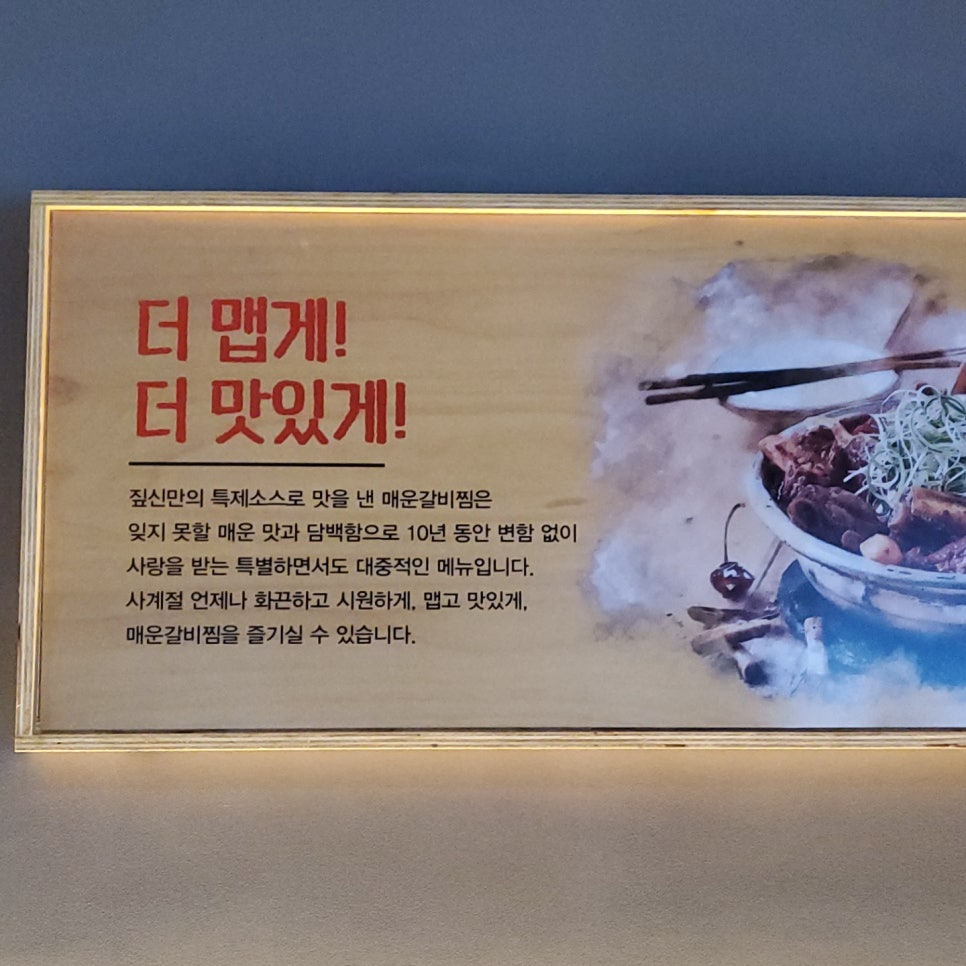 더 맵게!
더 맛있게!
짚신만의 특제소스로 맛을 낸 매운갈비찜은
잊지 못할 매운 맛과 담백함으로 10년 동안 변함 없이
사랑을 받는 특별하면서도 대중적인 메뉴입니다.
사계절 언제나 화끈하고 시원하게, 맵고 맛있게,
매운갈비찜을 즐기실 수 있습니다.